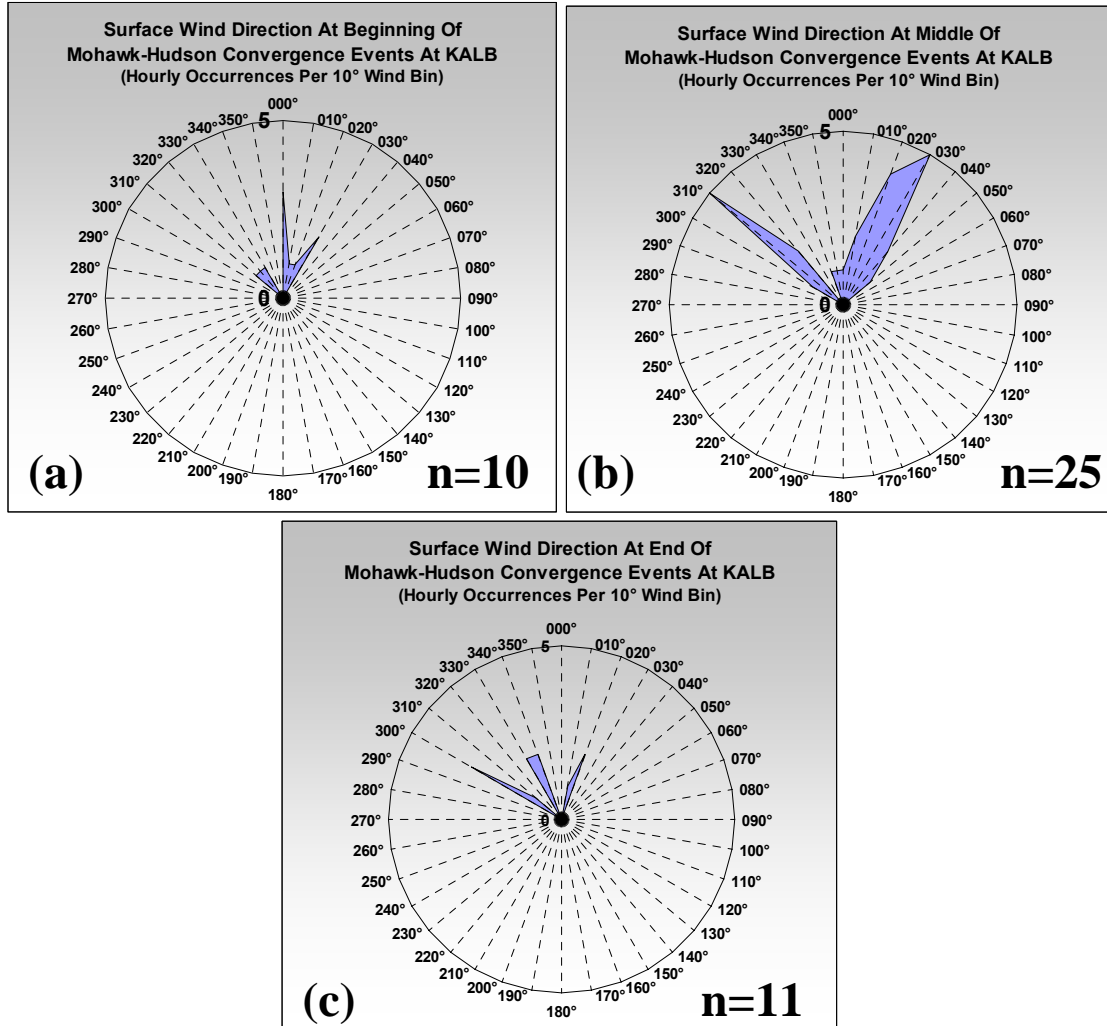 Surface Wind Direction At Beginning Of
Mohawk-Hudson Convergence Events At KALB
(Hourly Occurrences Per 10° Wind Bin)
000°
340° 350° 5 010° 020°
330° 030°
320° 040°
310° 050°
300° 060°
290° 070°
280° 080°
270° 0 090°
260° 100°
250° 110°
240° 120°
230° 130°
220° 140°
210° 150°
200° 160°
190° 170°
180°
(a) n=10
Surface Wind Direction At Middle Of
Mohawk-Hudson Convergence Events At KALB
(Hourly Occurrences Per 10° Wind Bin)
000°
340° 350° 5 010° 020°
330° 030°
320° 040°
310° 050°
300° 060°
290° 070°
280° 080°
270° 0 090°
260° 100°
250° 110°
240° 120°
230° 130°
220° 140°
210° 150°
200° 160°
190° 170°
180°
(b) n=25
Surface Wind Direction At End Of
Mohawk-Hudson Convergence Events At KALB
(Hourly Occurrences Per 10° Wind Bin)
000°
340° 350° 5 010° 020°
330° 030°
320° 040°
310° 050°
300° 060°
290° 070°
280° 080°
270° 0 090°
260° 100°
250° 110°
240° 120°
230° 130°
220° 140°
210° 150°
200° 160°
190° 170°
180°
(c) n=11